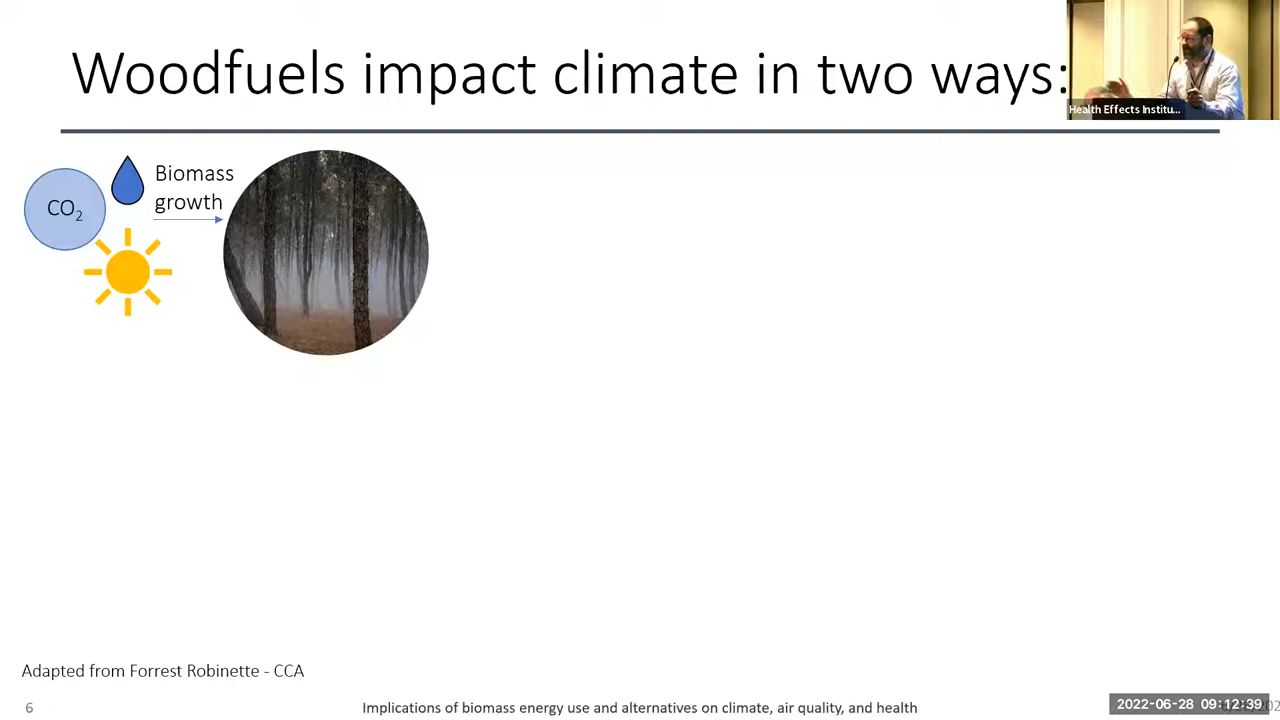 Woodfuels impact climate in two ways:
Health Effects Institu...
Biomass
growth
CO2
Adapted from Forrest Robinette - CCA
6
Implications of biomass energy use and alternatives on climate, air quality, and health
2022-06-28 09:12:39